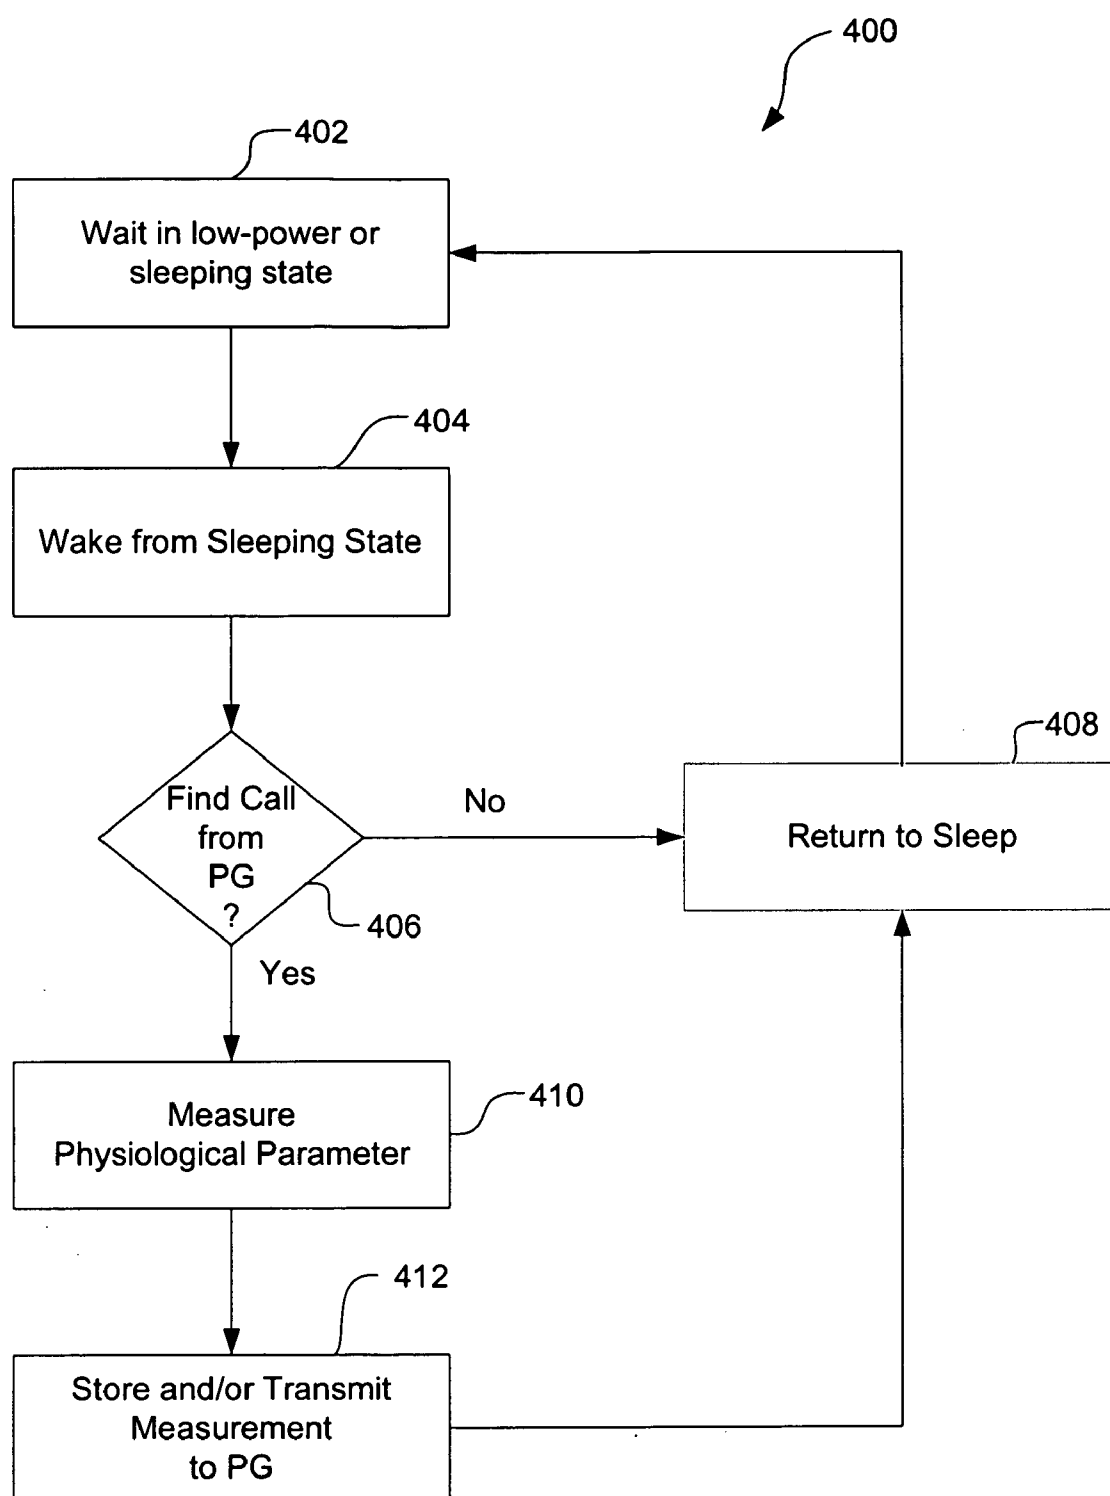 400
402
Wait in low-power or
sleeping state
404
Wake from Sleeping State
408
Find Call
from
PG
?
No
Return to Sleep
406
Yes
410
Measure
Physiological Parameter
412
Store and/or Transmit
Measurement
to PG